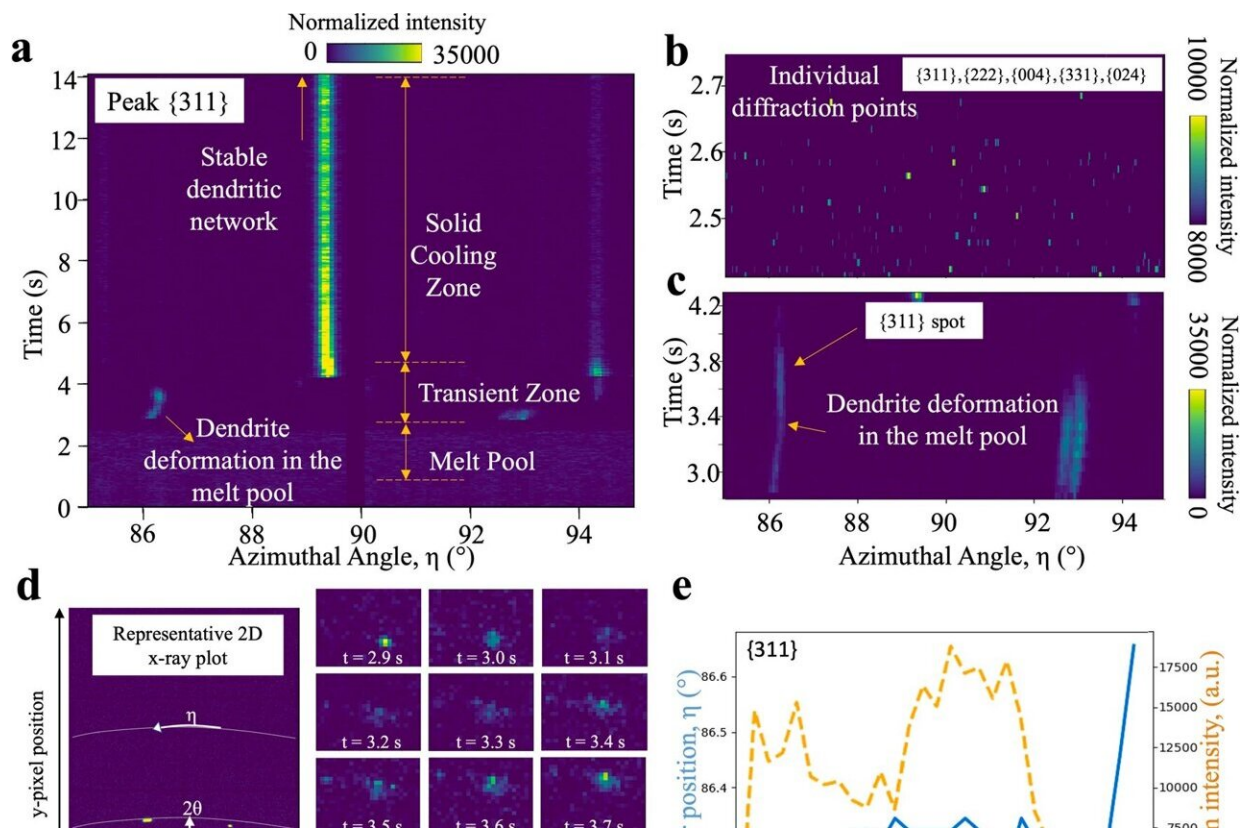 a
Normalized intensity
0
35000
Peak {311}
14
12
10
8
6
4
2
0
Time (s)
Stable
dendritic
network
Solid
Cooling
Zone
Transient Zone
Melt Pool
Dendrite
deformation in the
melt pool
86
88
90
92
94
Azimuthal Angle, η (°)
b
Individual
diffraction points
{311},{222},{004},{331},{024}
2.7
2.6
2.5
Time (s)
10000
8000
Normalized intensity
c
{311} spot
Dendrite deformation
in the melt pool
4.2
3.8
3.4
3.0
Time (s)
35000
0
Normalized intensity
86
88
90
92
94
Azimuthal Angle, η (°)
d
Representative 2D
x-ray plot
y-pixel position
η
2θ
t = 2.9 s
t = 3.0 s
t = 3.1 s
t = 3.2 s
t = 3.3 s
t = 3.4 s
t = 3.5 s
t = 3.6 s
t = 3.7 s
e
{311}
86.6
86.5
86.4
position, η (°)
17500
15000
12500
10000
7500
intensity, (a.u.)